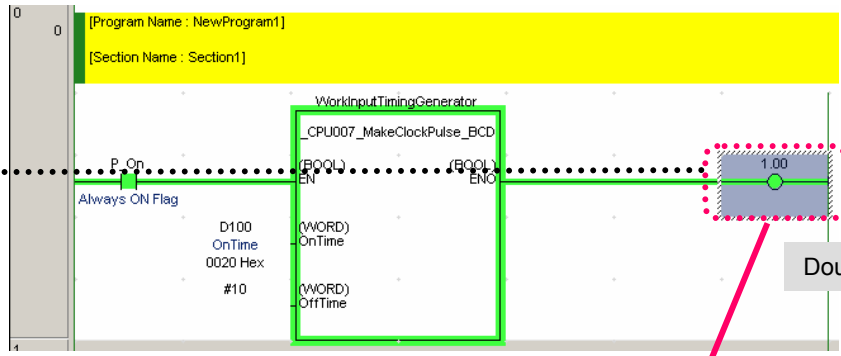 0
0
[Program Name : NewProgram1]
[Section Name : Section1]
WorkInputTimingGenerator
_CPU007_MakeClockPulse_BCD
P_On
(BOOL)
(BOOL)
1.00
EN
ENO
Always ON Flag
D100
(WORD)
OnTime
OnTime
0020 Hex
Dou
#10
(WORD)
OffTime
1